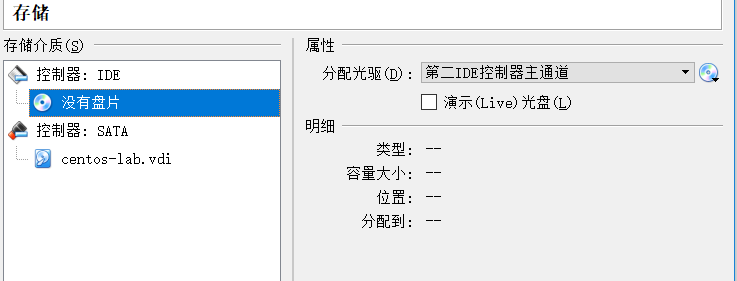 存储
存储介质(S)
控制器: IDE
没有盘片
控制器: SATA
centos-lab.vdi
属性
分配光驱(D): 第二IDE控制器主通道
演示(Live)光盘(L)
明细
类型: --
容量大小: --
位置: --
分配到: --